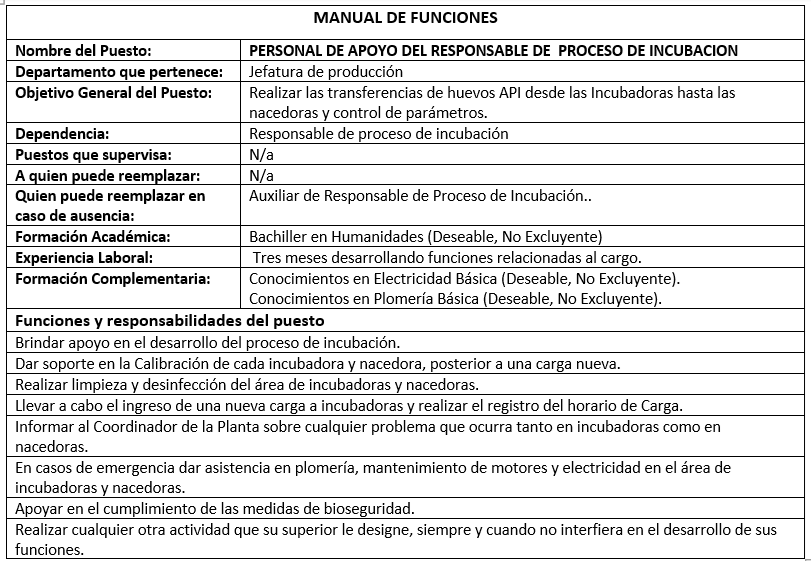 MANUAL DE FUNCIONES
Nombre del Puesto: PERSONAL DE APOYO DEL RESPONSABLE DE PROCESO DE INCUBACION
Departamento que pertenece: Jefatura de producción
Objetivo General del Puesto: Realizar las transferencias de huevos API desde las Incubadoras hasta las
nacedoras y control de parámetros.
Dependencia: Responsable de proceso de incubación
Puestos que supervisa: N/a
A quien puede reemplazar: N/a
Quien puede reemplazar en Auxiliar de Responsable de Proceso de Incubación..
caso de ausencia:
Formación Académica: Bachiller en Humanidades (Deseable, No Excluyente)
Experiencia Laboral: Tres meses desarrollando funciones relacionadas al cargo.
Formación Complementaria: Conocimientos en Electricidad Básica (Deseable, No Excluyente).
Conocimientos en Plomería Básica (Deseable, No Excluyente).
Funciones y responsabilidades del puesto
Brindar apoyo en el desarrollo del proceso de incubación.
Dar soporte en la Calibración de cada incubadora y nacedora, posterior a una carga nueva.
Realizar limpieza y desinfección del área de incubadoras y nacedoras.
Llevar a cabo el ingreso de una nueva carga a incubadoras y realizar el registro del horario de Carga.
Informar al Coordinador de la Planta sobre cualquier problema que ocurra tanto en incubadoras como en
nacedoras.
En casos de emergencia dar asistencia en plomería, mantenimiento de motores y electricidad en el área de
incubadoras y nacedoras.
Apoyar en el cumplimiento de las medidas de bioseguridad.
Realizar cualquier otra actividad que su superior le designe, siempre y cuando no interfiera en el desarrollo de sus
funciones.